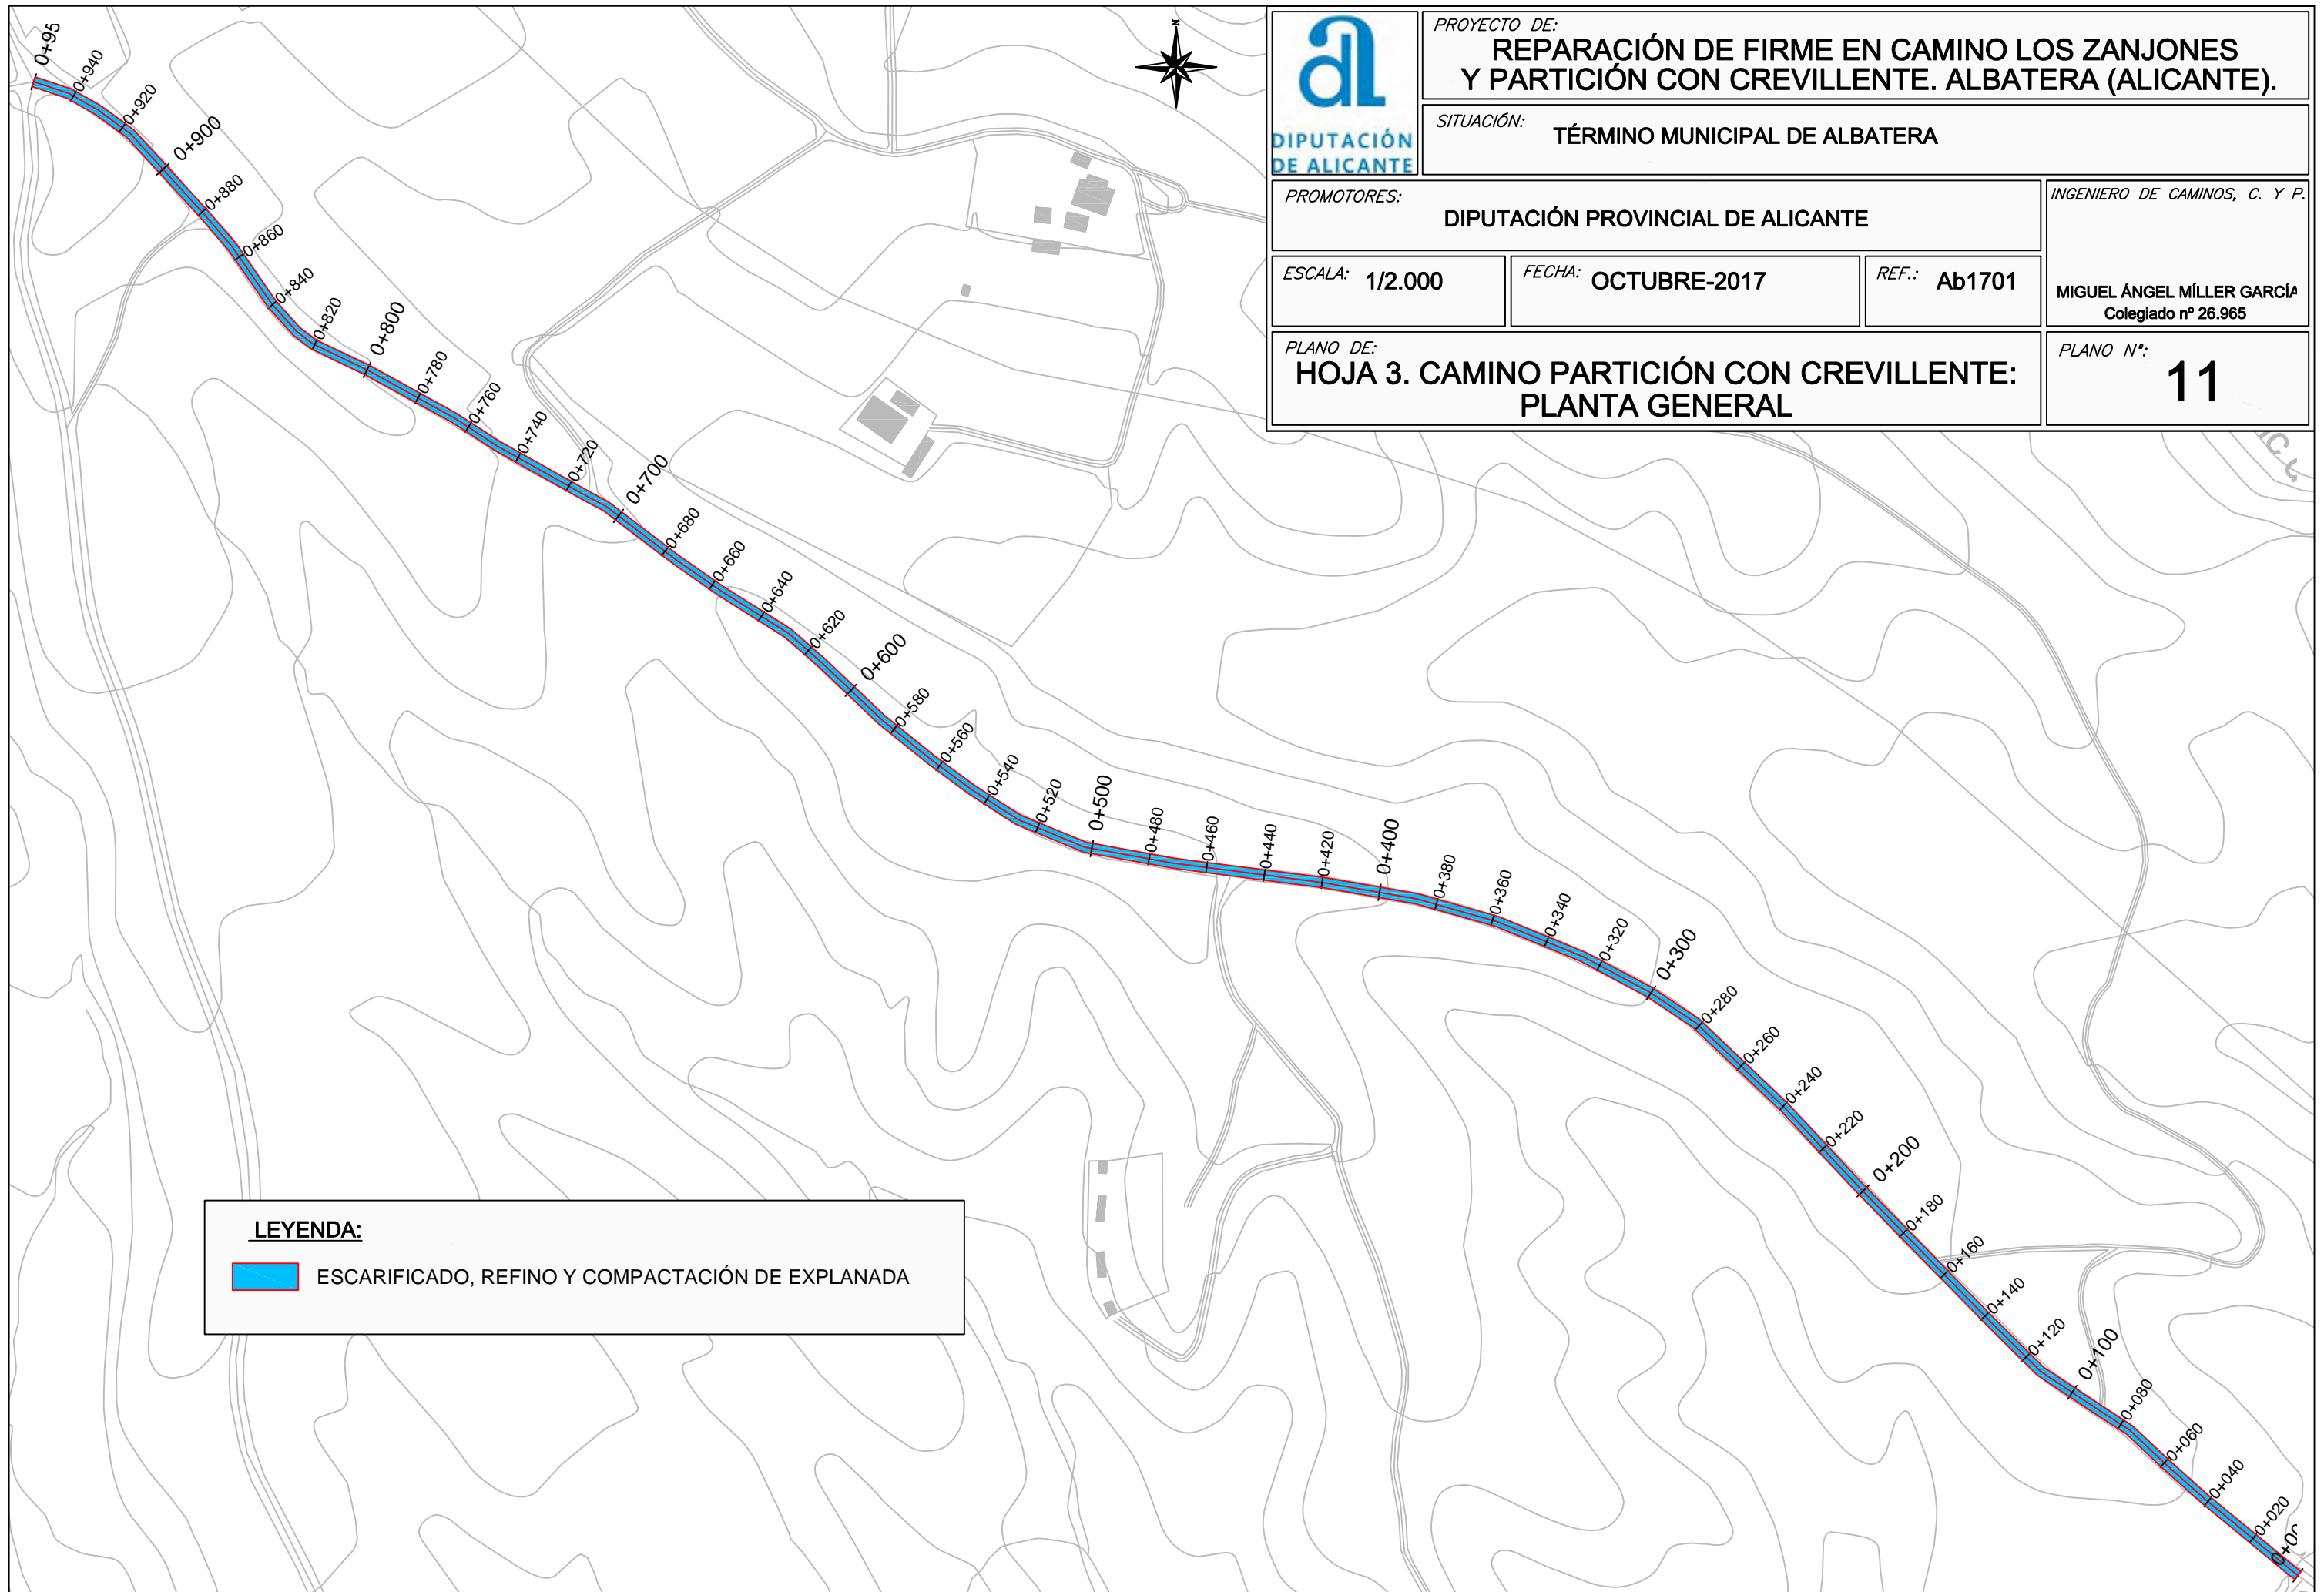 DIPUTACIÓN
DE ALICANTE
PROYECTO DE:
REPARACIÓN DE FIRME EN CAMINO LOS ZANJONES
Y PARTICIÓN CON CREVILLENTE. ALBATERA (ALICANTE).
SITUACIÓN:
TÉRMINO MUNICIPAL DE ALBATERA
PROMOTORES:
DIPUTACIÓN PROVINCIAL DE ALICANTE
INGENIERO DE CAMINOS, C. Y P.
MIGUEL ÁNGEL MÍLLER GARCÍA
Colegiado nº 26.965
ESCALA: 1/2.000
FECHA: OCTUBRE-2017
REF.: Ab1701
PLANO DE:
HOJA 3. CAMINO PARTICIÓN CON CREVILLENTE:
PLANTA GENERAL
PLANO Nº:
11
N
0+95
0+940
0+920
0+900
0+880
0+860
0+840
0+820
0+800
0+780
0+760
0+740
0+720
0+700
0+680
0+660
0+640
0+620
0+600
0+580
0+560
0+540
0+520
0+500
0+480
0+460
0+440
0+420
0+400
0+380
0+360
0+340
0+320
0+300
0+280
0+260
0+240
0+220
0+200
0+180
0+160
0+140
0+120
0+100
0+080
0+060
0+040
0+020
LEYENDA:
ESCARIFICADO, REFINO Y COMPACTACIÓN DE EXPLANADA